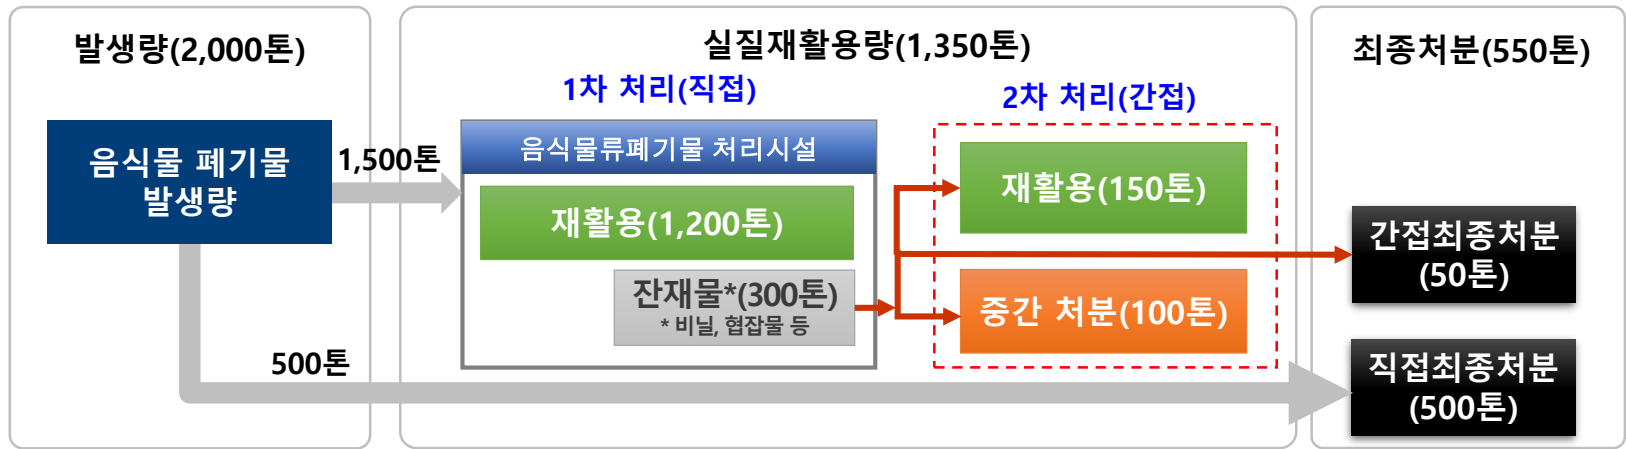 발생량(2,000톤)
음식물 폐기물
발생량
1,500톤
500톤
실질재활용량(1,350톤)
1차 처리(직접)
음식물류폐기물 처리시설
재활용(1,200톤)
잔재물*(300톤)
* 비닐, 협잡물 등
2차 처리(간접)
재활용(150톤)
중간 처분(100톤)
최종처분(550톤)
간접최종처분
(50톤)
직접최종처분
(500톤)